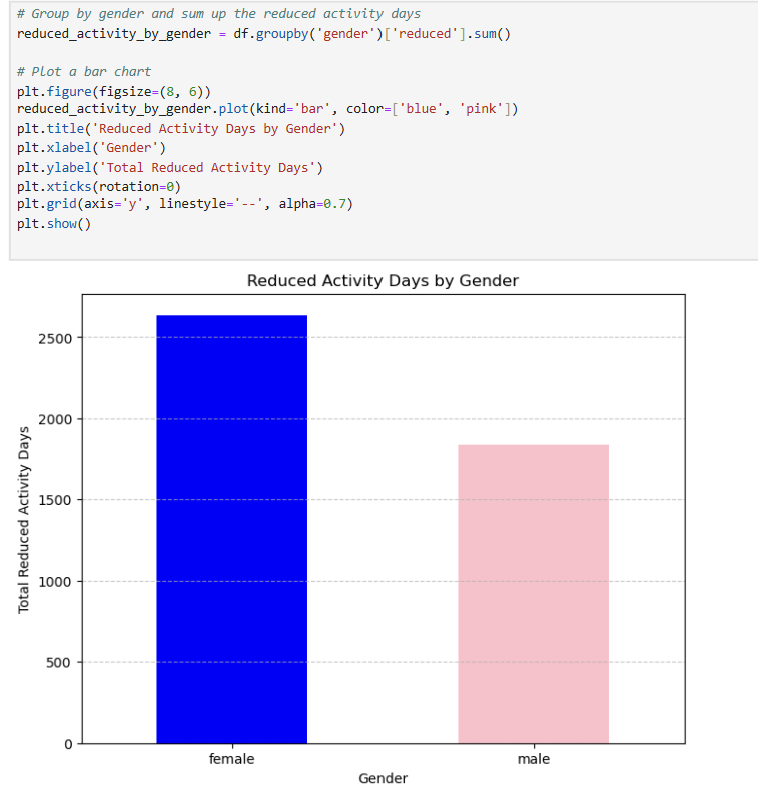 # Group by gender and sum up the reduced activity days
reduced_activity_by_gender = df.groupby('gender')['reduced'].sum()
# Plot a bar chart
plt.figure(figsize=(8, 6))
reduced_activity_by_gender.plot(kind='bar', color=['blue', 'pink'])
plt.title('Reduced Activity Days by Gender')
plt.xlabel('Gender')
plt.ylabel('Total Reduced Activity Days')
plt.xticks(rotation=0)
plt.grid(axis='y', linestyle='--', alpha=0.7)
plt.show()
Reduced Activity Days by Gender
Total Reduced Activity Days
2500
2000
1500
1000
500
0
female
male
Gender